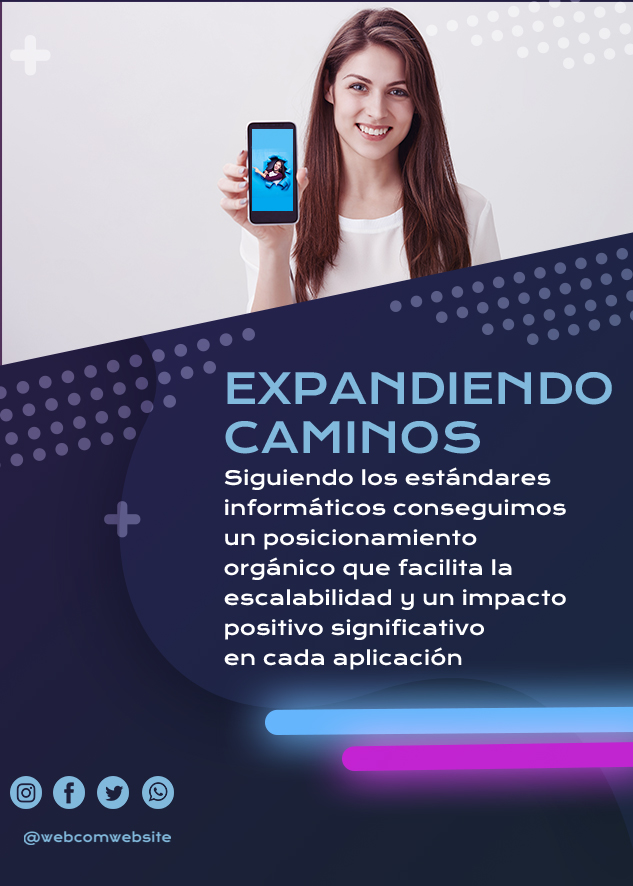 EXPANDIENDO
CAMINOS
Siguiendo los estándares
informáticos conseguimos
un posicionamiento
orgánico que facilita la
escalabilidad y un impacto
positivo significativo
en cada aplicación
@webcomwebsite